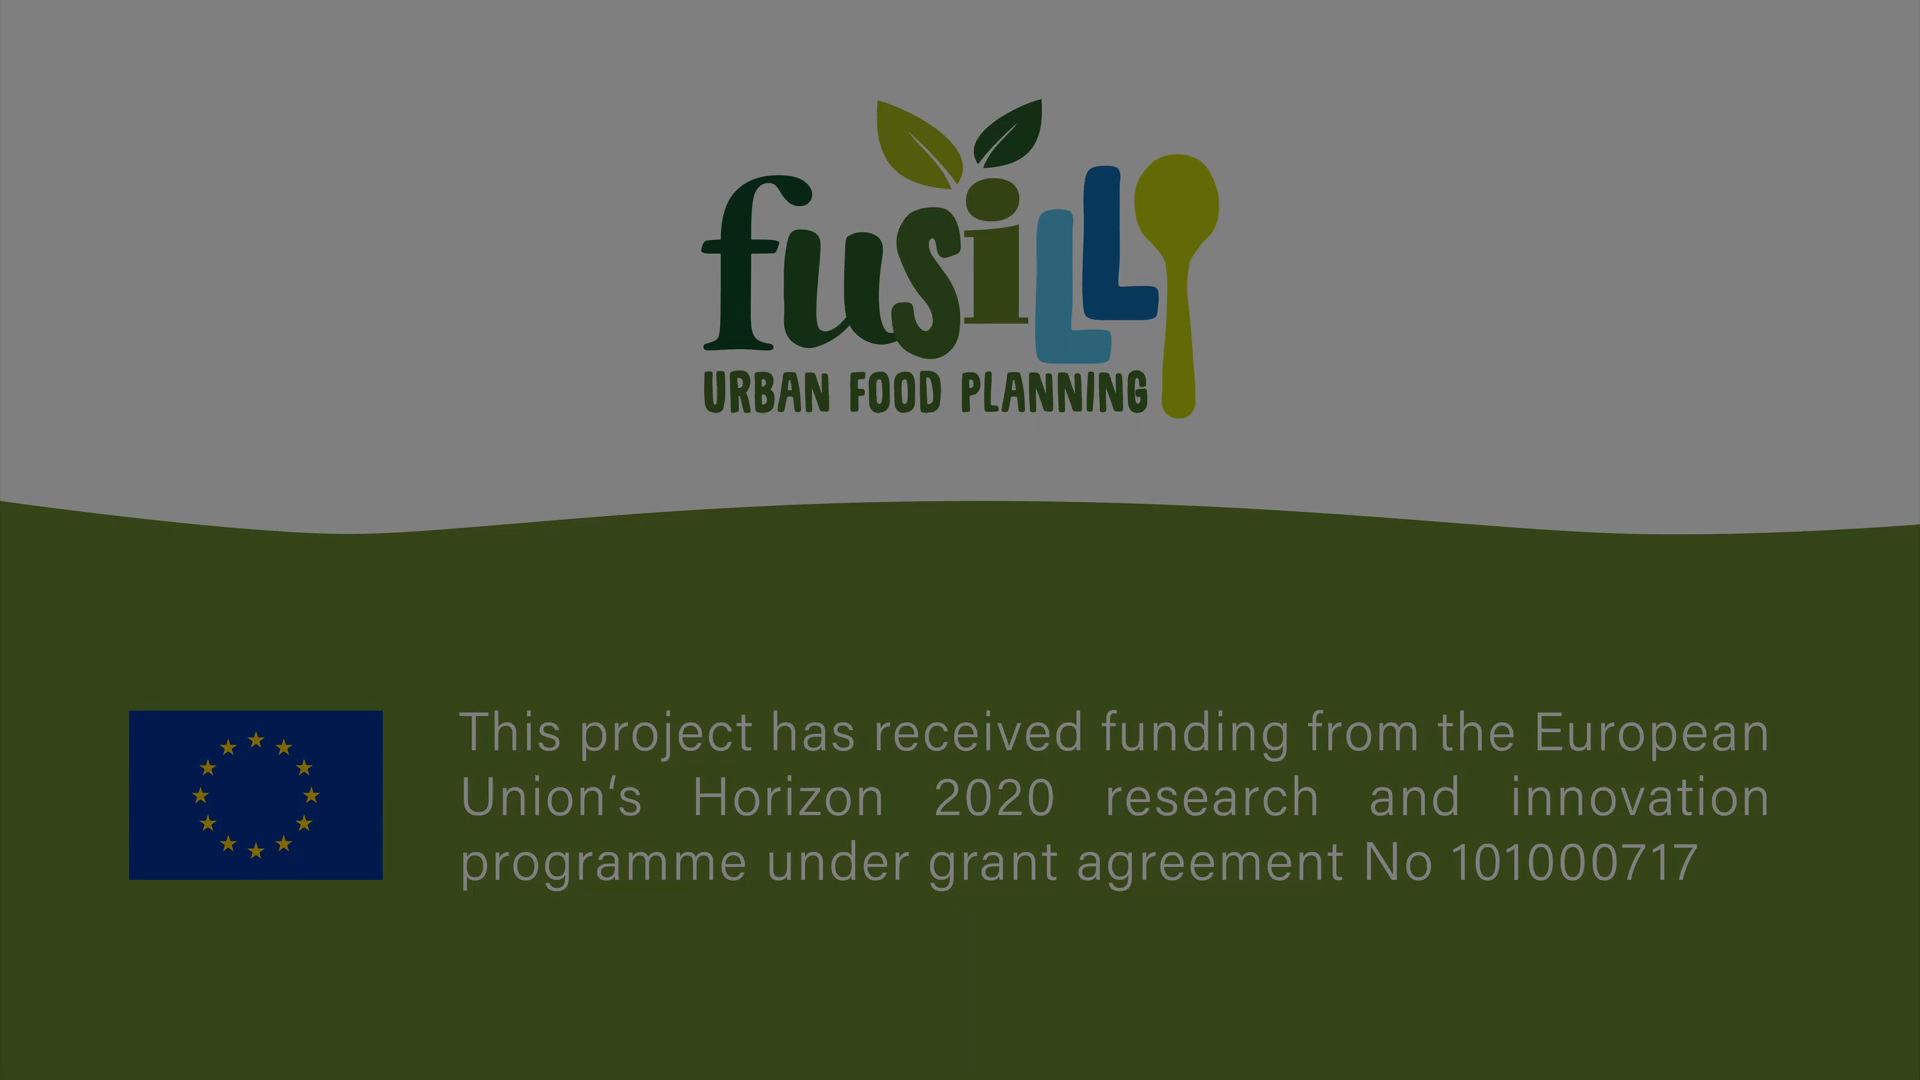 fusilli
URBAN FOOD PLANNING
This project has received funding from the European
Union‘s Horizon 2020 research and innovation
programme under grant agreement No 101000717